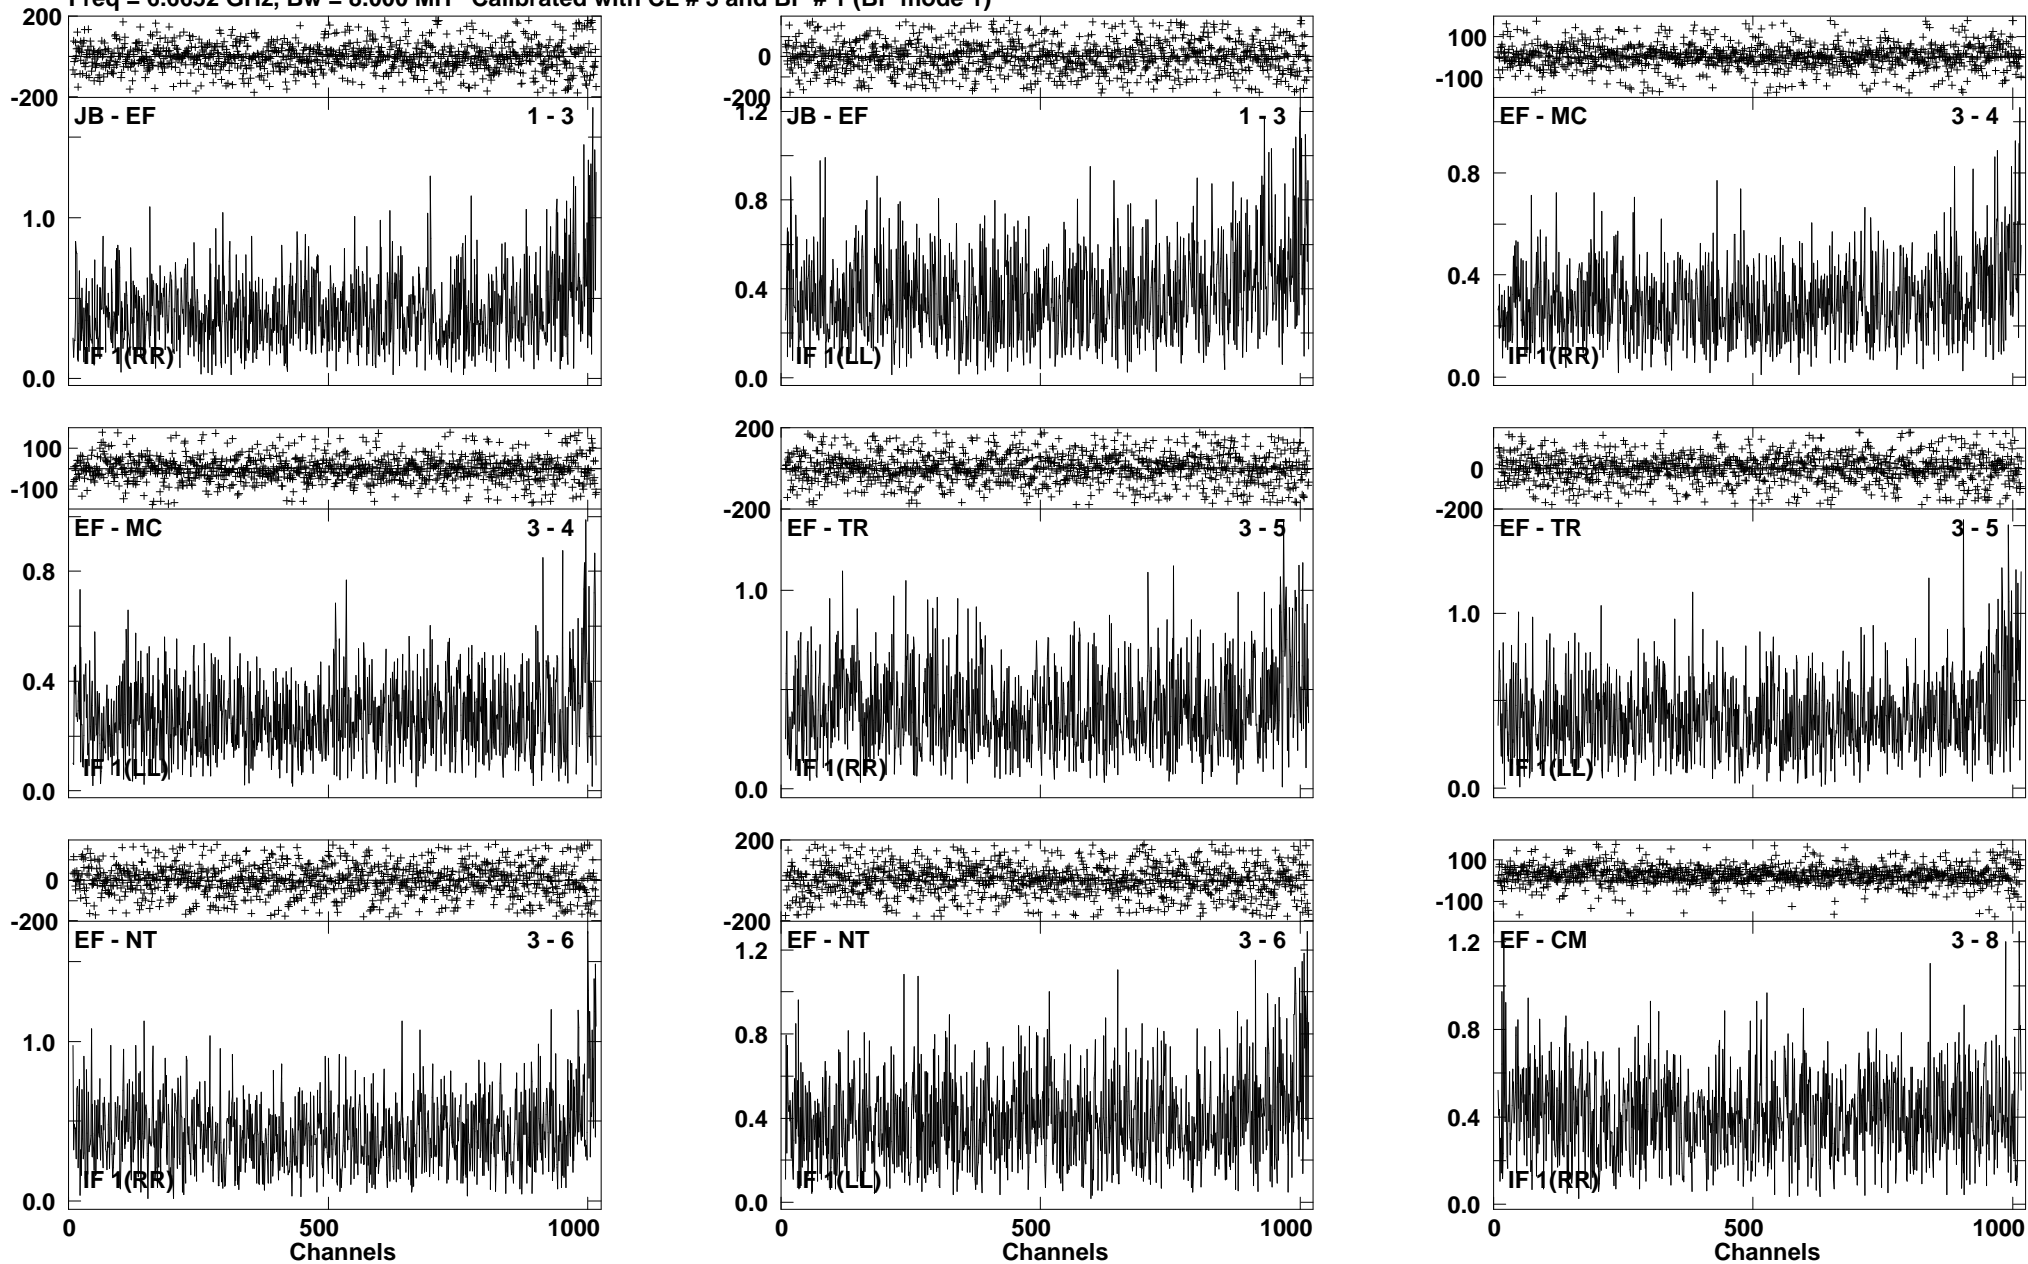 Freq = 6.6652 GHz, Bw = 8.000 MH Calibrated with CL # 3 and BP # 1 (BP mode 1)
200
-200
JB - EF 1 - 3
1.0
IF 1(RR)
0.0
0
-200
1.2
JB - EF 1 - 3
0.8
0.4
IF 1(LL)
0.0
100
-100
EF - MC 3 - 4
0.8
0.4
IF 1(RR)
0.0
100
-100
EF - MC 3 - 4
0.8
0.4
IF 1(LL)
0.0
200
0
-200
EF - TR 3 - 5
1.0
IF 1(RR)
0.0
0
-200
EF - TR 3 - 5
1.0
IF 1(LL)
0.0
0
-200
EF - NT 3 - 6
1.0
IF 1(RR)
0.0
0 500 1000
Channels
200
0
-200
EF - NT 3 - 6
1.2
0.8
0.4
IF 1(LL)
0.0
0 500 1000
Channels
100
-100
EF - CM 3 - 8
1.2
0.8
0.4
IF 1(RR)
0.0
0 500 1000
Channels